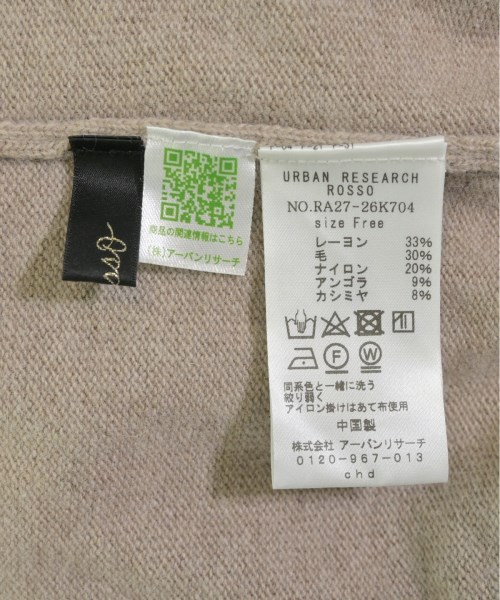 sso
商品の関連情報はこちら
(株)アーバンリサーチ
URBAN RESEARCH
ROSSO
NO.RA27-26K704
size Free
レーヨン 33%
毛 30%
ナイロン 20%
アンゴラ 9%
カシミヤ 8%
F W
同系色と一緒に洗う
絞り弱く
アイロン掛けはあて布使用
中国製
株式会社 アーバンリサーチ
0120-967-013
chd